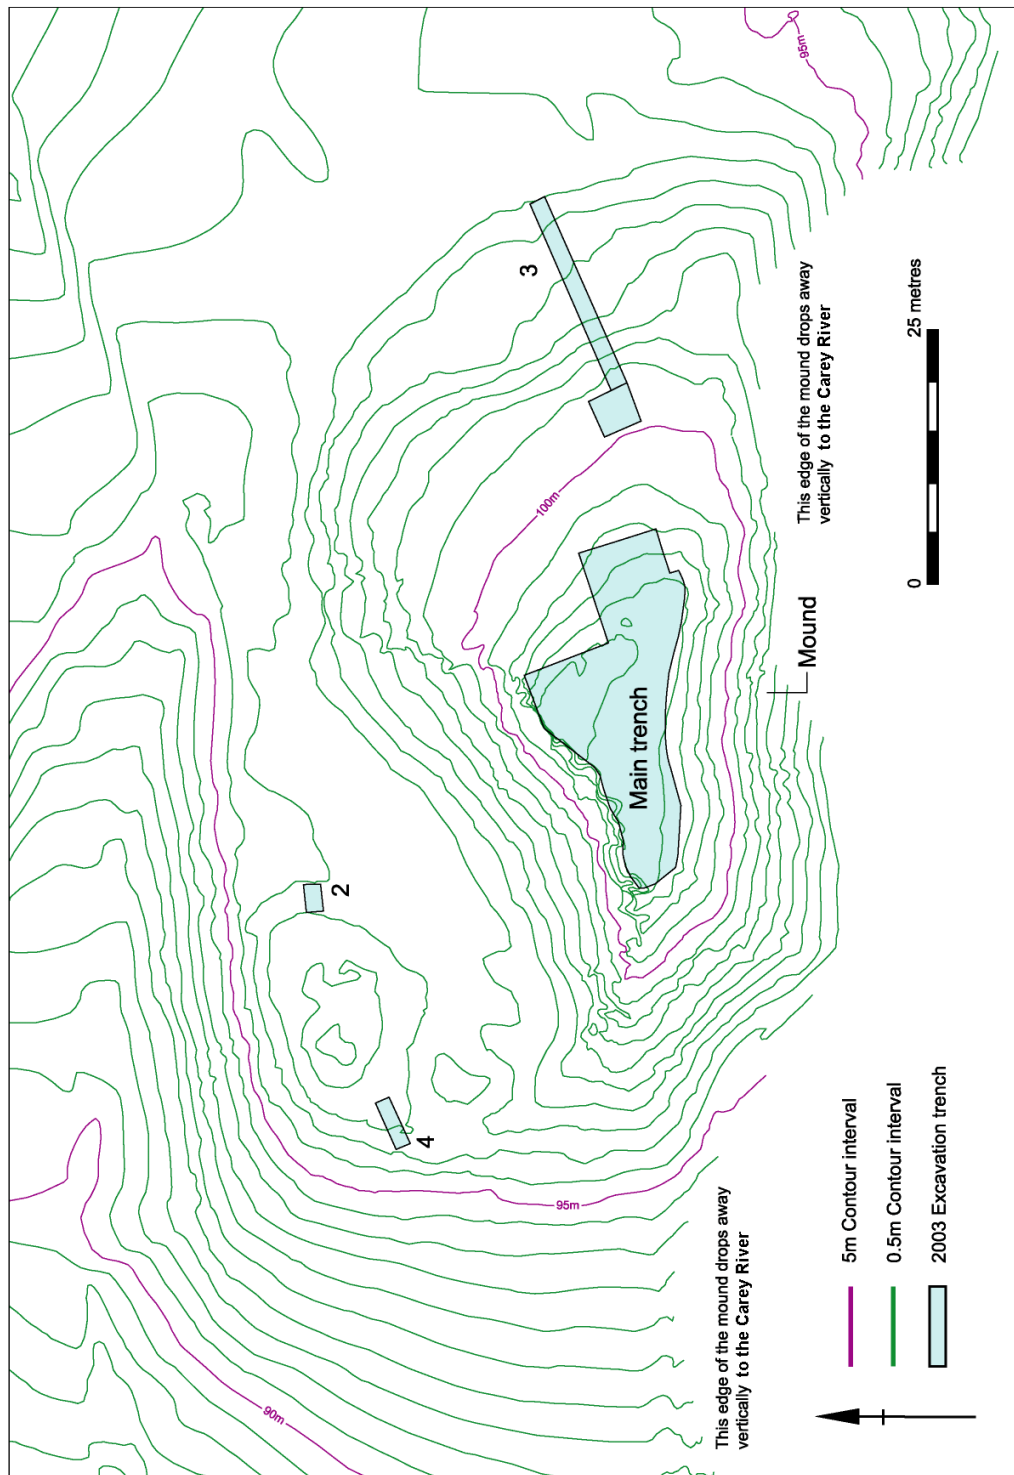 95m
3
This edge of the mound drops away
vertically to the Carey River
0
25 metres
100m
Main trench
Mound
2
4
95m
90m
This edge of the mound drops away
vertically to the Carey River
5m Contour interval
0.5m Contour interval
2003 Excavation trench